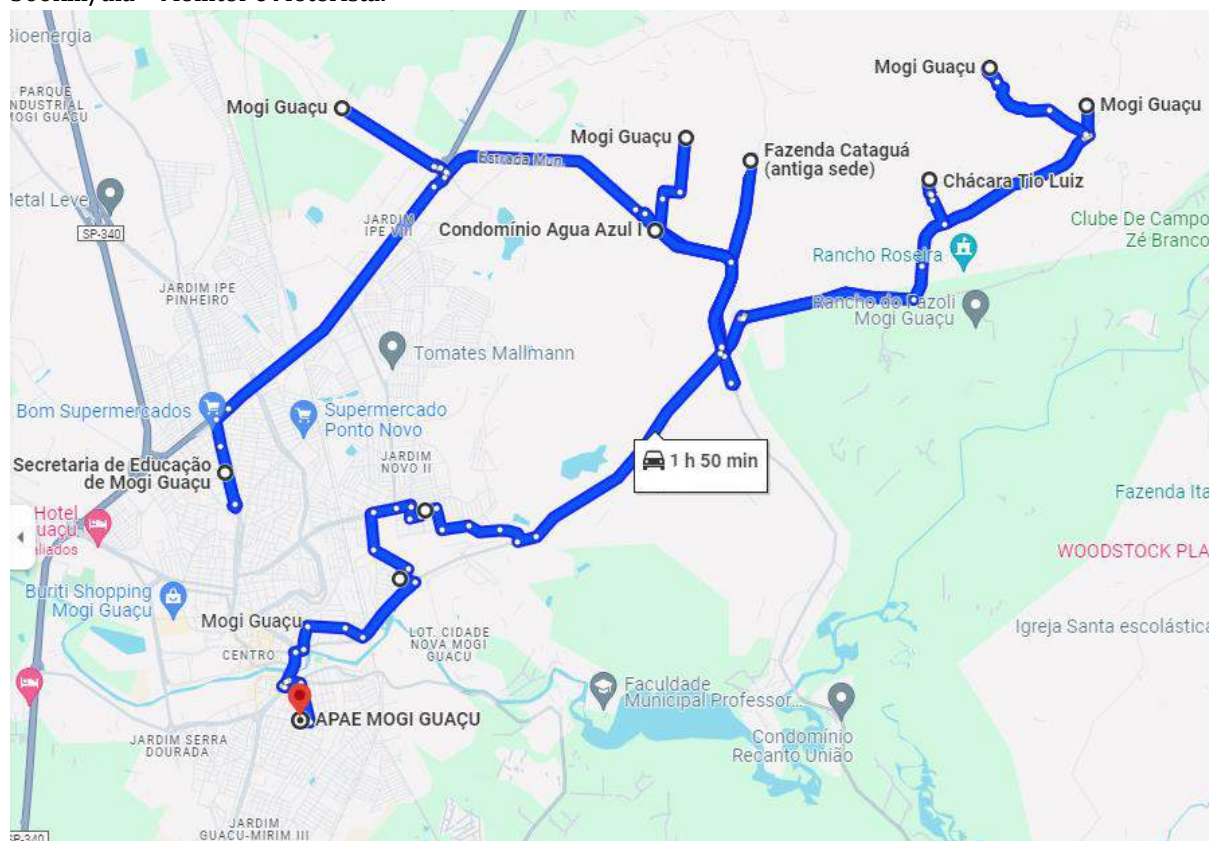 Bioenergia
PARQUE
INDUSTRIAL
MOGI GUAÇU
Mogi Guaçu
Mogi Guaçu
Mogi Guaçu
Mogi Guaçu
Fazenda Cataguá
(antiga sede)
Estrada Mun.
Chácara Tio Luiz
Metal Leve
SP-340
JARDIM
IPE VIII
Condomínio Agua Azul I
Clube De Campo
Zé Branco
Rancho Roseira
JARDIM IPE
PINHEIRO
Rancho do Fazoli
Mogi Guaçu
Tomates Mallmann
Bom Supermercados
Supermercado
Ponto Novo
Secretaria de Educação
de Mogi Guaçu
JARDIM
NOVO II
1 h 50 min
Fazenda Ita
Hotel
uaçu
aliados
WOODSTOCK PLA
Buriti Shopping
Mogi Guaçu
Mogi Guaçu
LOT. CIDADE
NOVA MOGI
GUACU
Igreja Santa escolástica
CENTRO
Faculdade
Municipal Professor...
APAE MOGI GUAÇU
JARDIM SERRA
DOURADA
Condomínio
Recanto União
JARDIM
GUACU-MIRIM III
SP-340